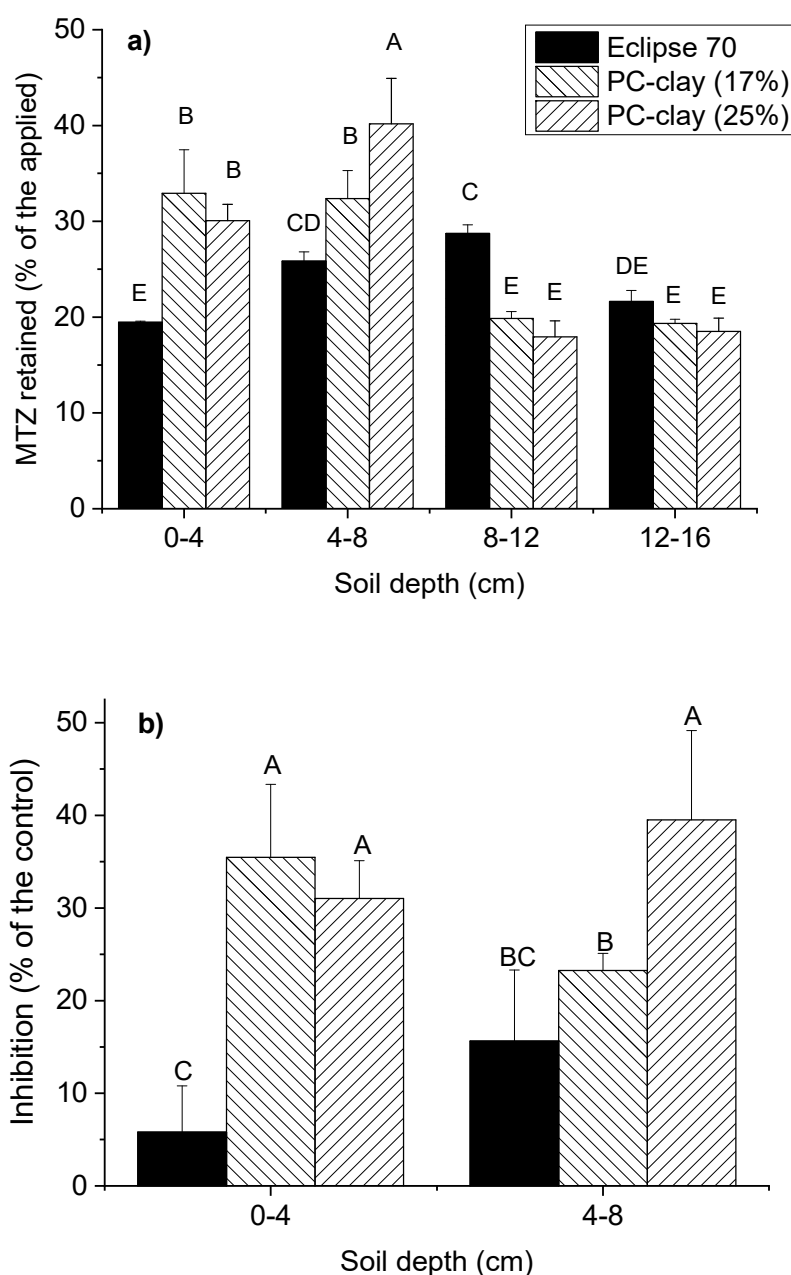 a)
Eclipse 70
PC-clay (17%)
PC-clay (25%)
MTZ retained (% of the applied)
50
40
30
20
10
0
E B B
CD B A
C E E
DE E E
0-4 4-8 8-12 12-16
Soil depth (cm)
b)
Inhibition (% of the control)
50
40
30
20
10
0
C A A
BC B A
0-4 4-8
Soil depth (cm)